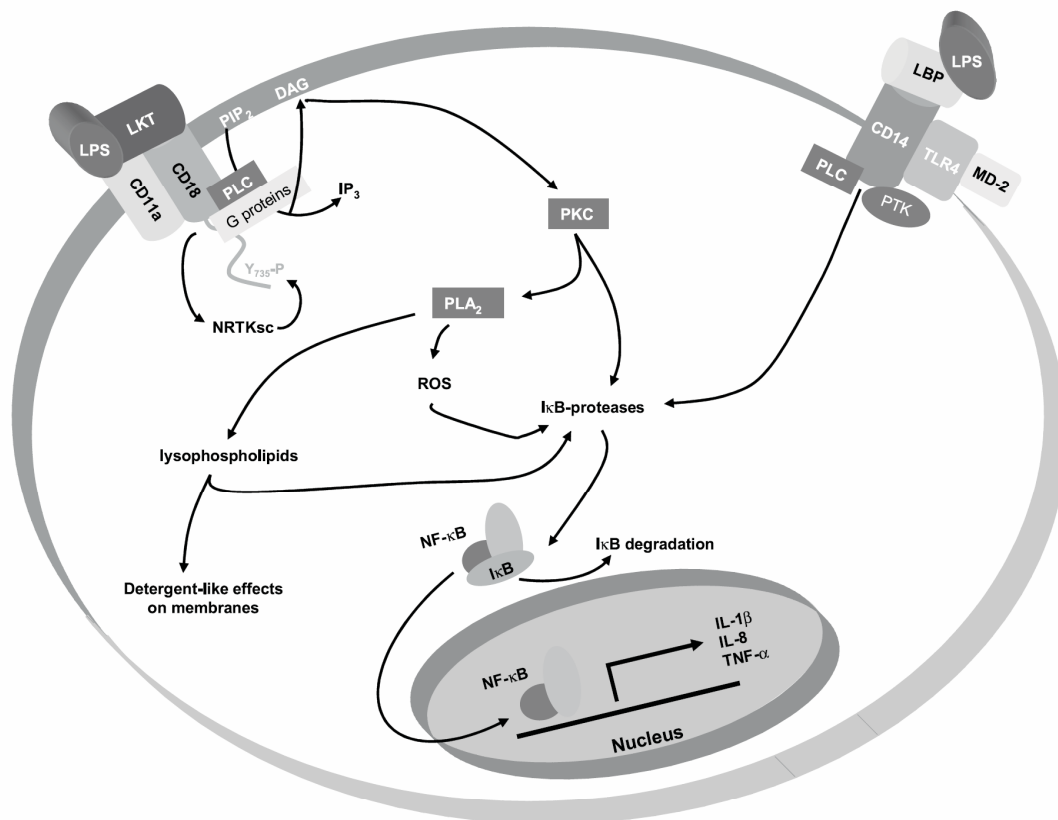 LPS
LKT
CD11a
CD18
PIP₂
DAG
PLC
G proteins
IP₃
Y₇₃₅-P
NRTKsc
LPS
LBP
CD14
TLR4
MD-2
PLC
PTK
PKC
PLA₂
ROS
IκB-proteases
lysophospholipids
Detergent-like effects
on membranes
NF-κB
IκB
IκB degradation
NF-κB
IL-1β
IL-8
TNF-α
Nucleus